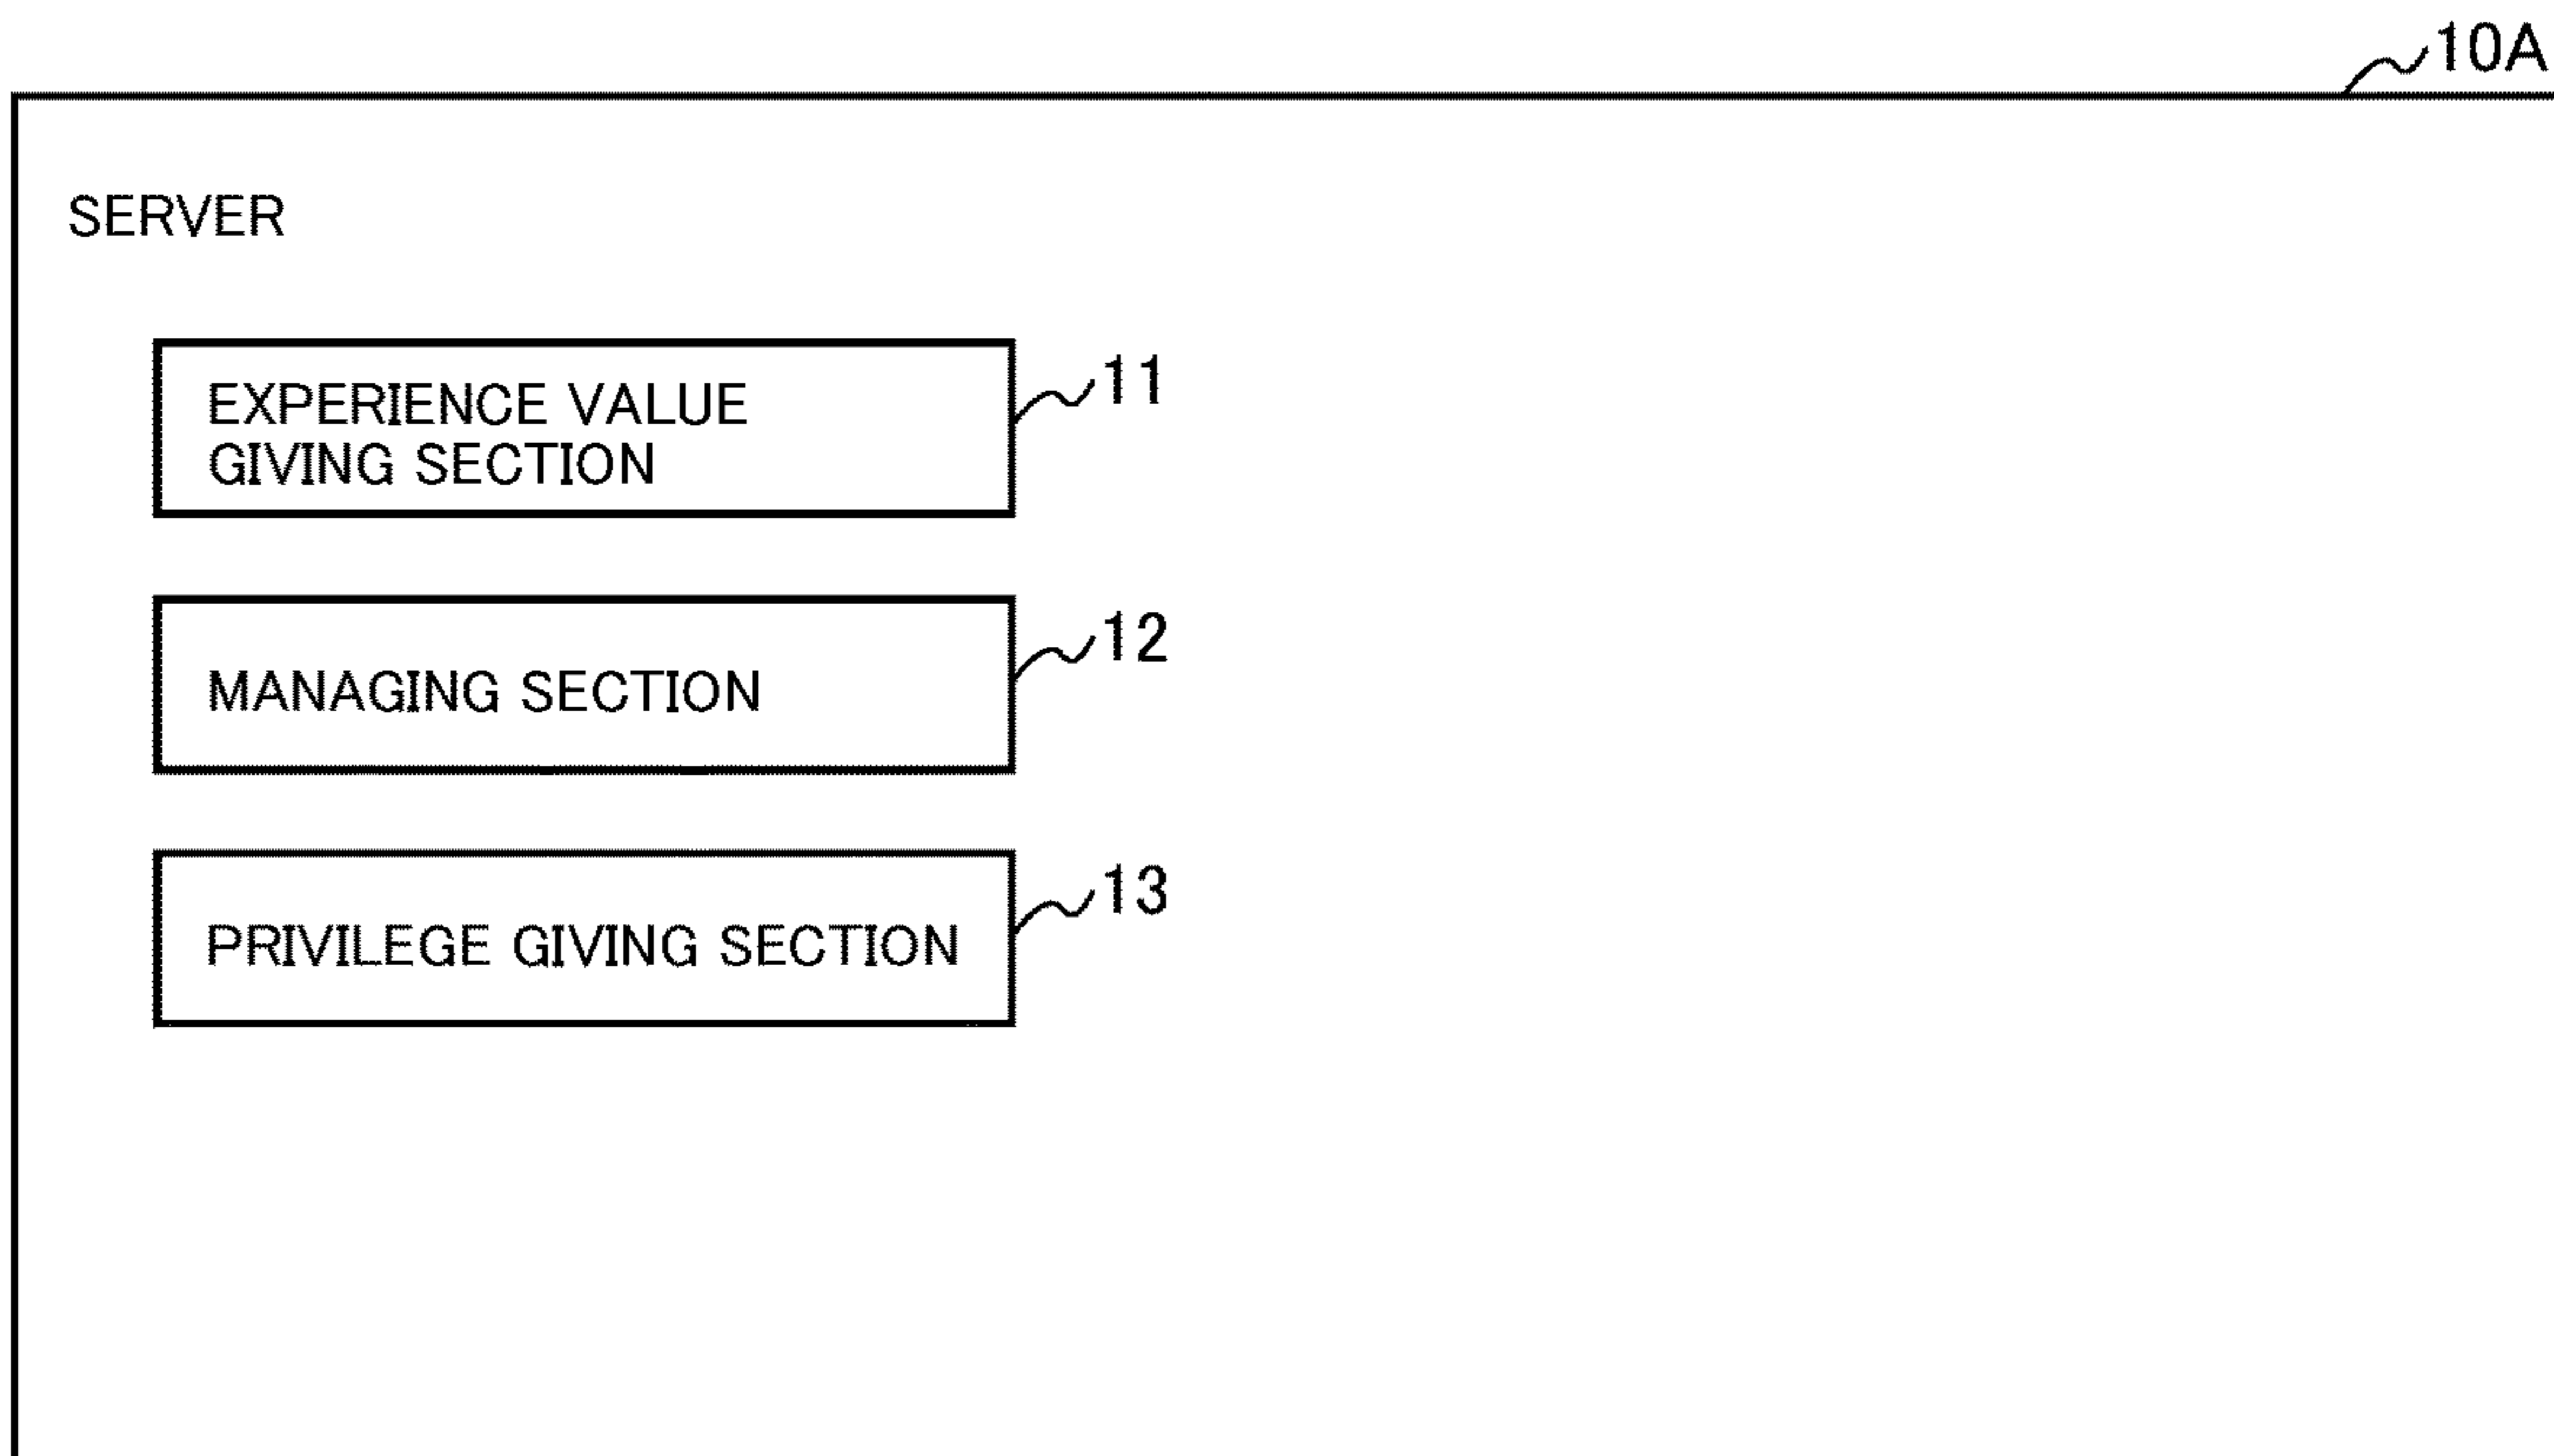 10A
SERVER
EXPERIENCE VALUE
GIVING SECTION
11
MANAGING SECTION
12
PRIVILEGE GIVING SECTION
13